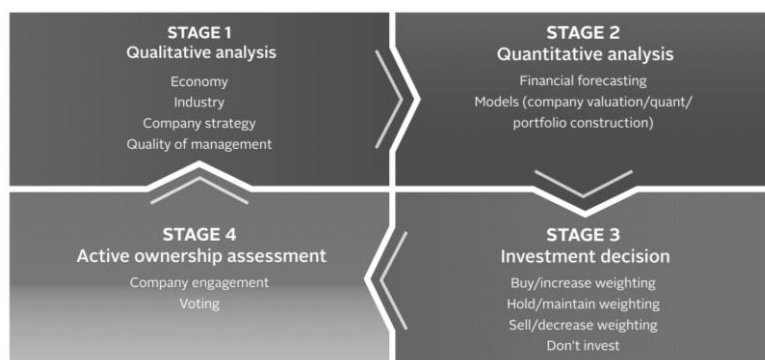 STAGE 1
Qualitative analysis
Economy
Industry
Company strategy
Quality of management
STAGE 2
Quantitative analysis
Financial forecasting
Models (company valuation/quant/
portfolio construction)
STAGE 3
Investment decision
Buy/increase weighting
Hold/maintain weighting
Sell/decrease weighting
Don't invest
STAGE 4
Active ownership assessment
Company engagement
Voting